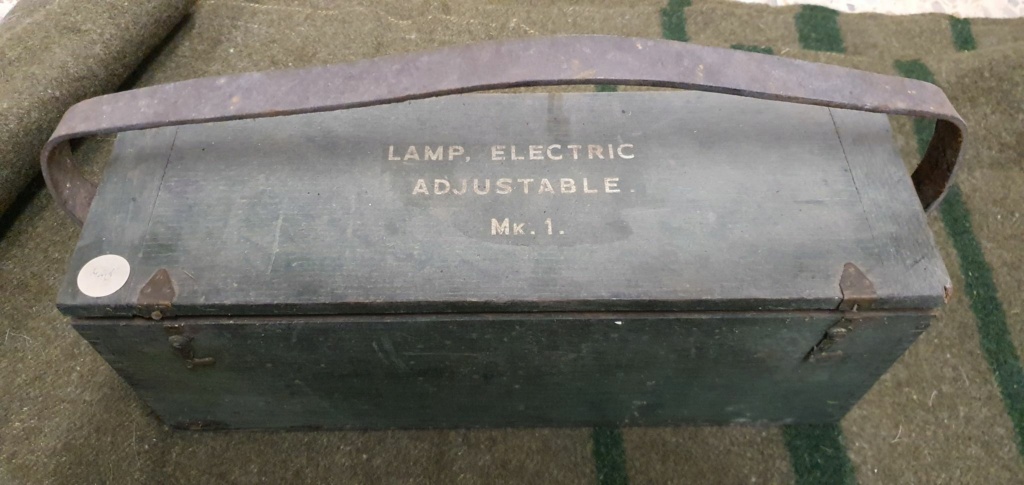 LAMP, ELECTRIC
ADJUSTABLE.
Mk. 1.